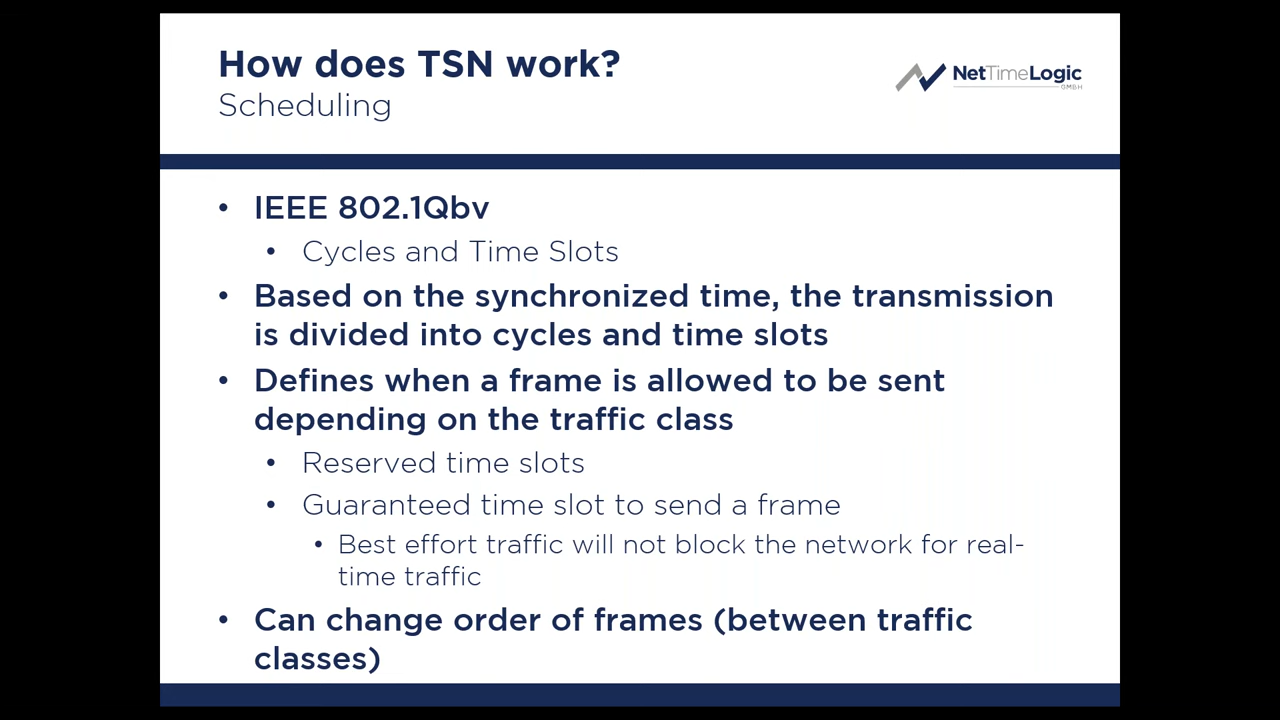 How does TSN work?
Scheduling
NetTimeLogic
GMBH
• IEEE 802.1Qbv
• Cycles and Time Slots
• Based on the synchronized time, the transmission
is divided into cycles and time slots
• Defines when a frame is allowed to be sent
depending on the traffic class
• Reserved time slots
• Guaranteed time slot to send a frame
• Best effort traffic will not block the network for real-
time traffic
• Can change order of frames (between traffic
classes)